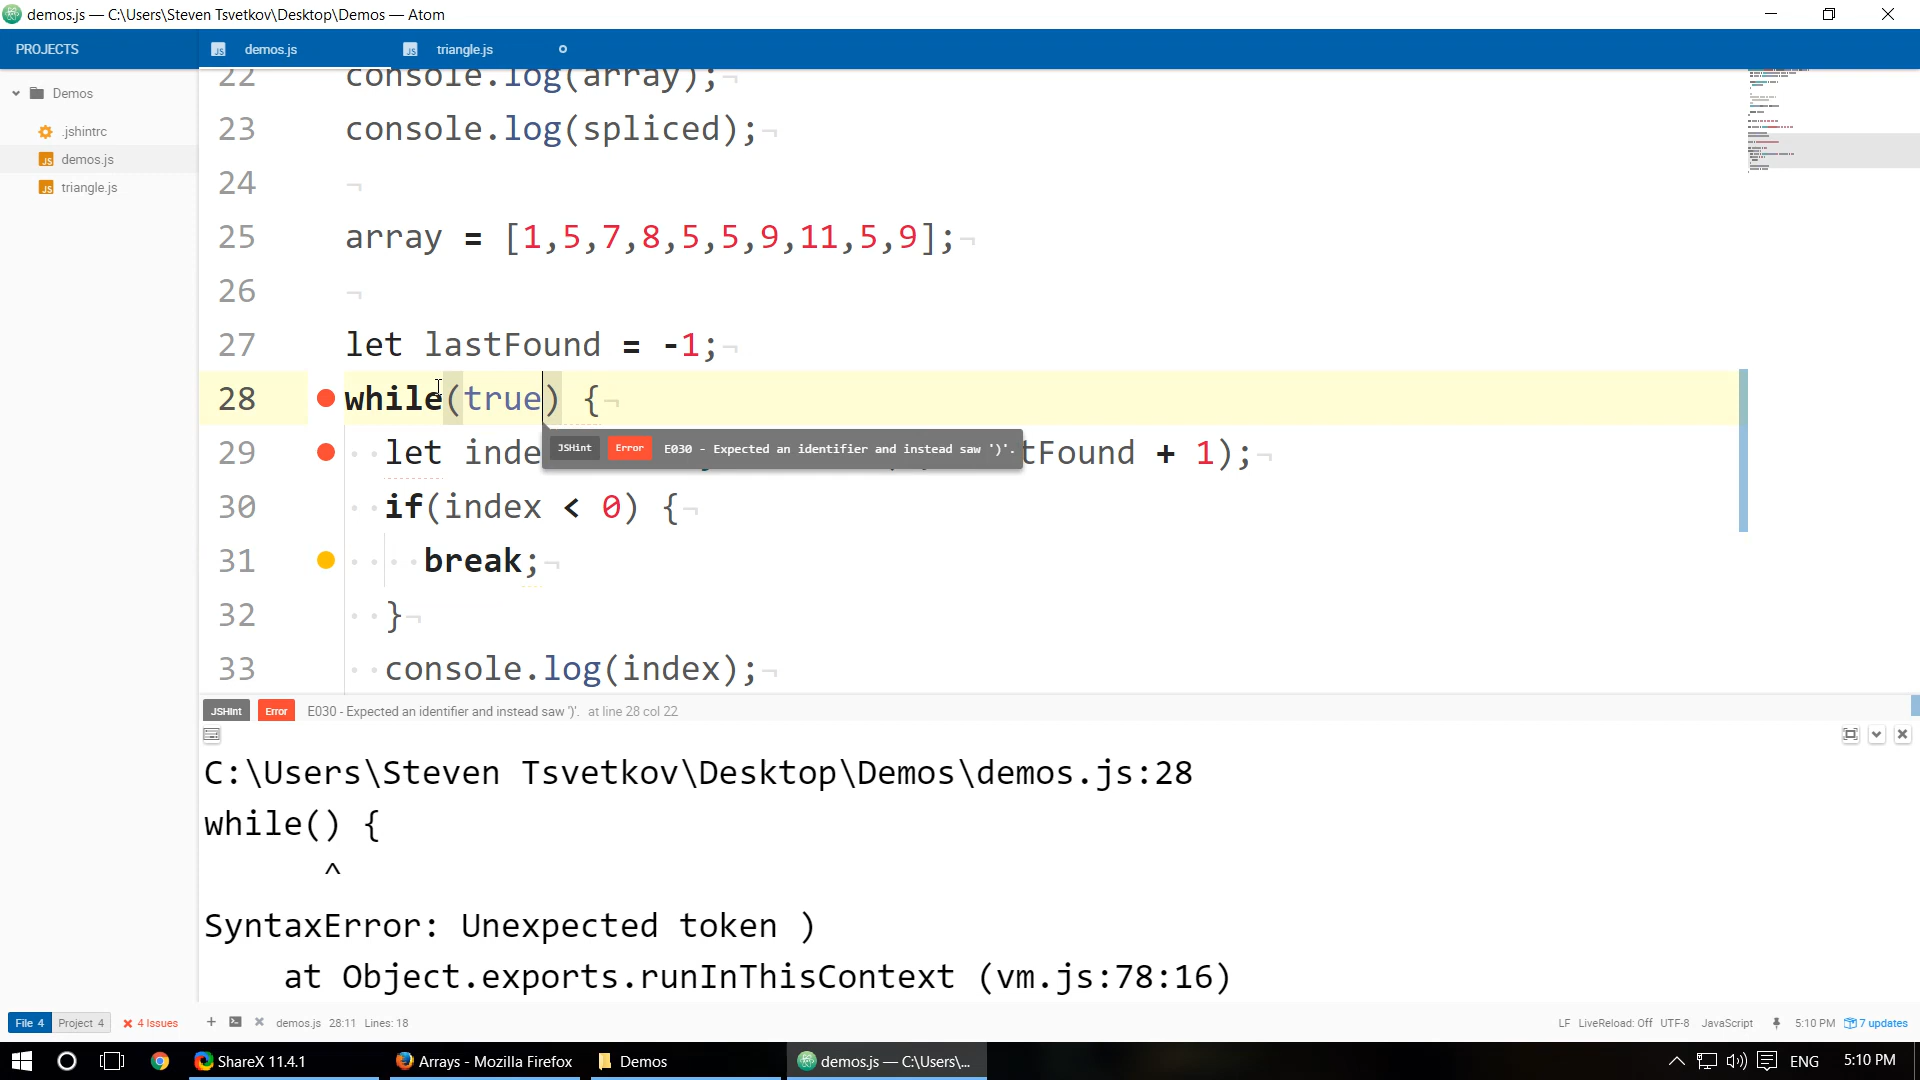 demos.js — C:\Users\Steven Tsvetkov\Desktop\Demos — Atom
PROJECTS
demos.js
triangle.js
Demos
.jshintrc
demos.js
triangle.js
22 console.log(array);
23 console.log(spliced);
24
25 array = [1,5,7,8,5,5,9,11,5,9];
26
27 let lastFound = -1;
28 while(true) {
29 let inde tFound + 1);
JSHint Error E030 - Expected an identifier and instead saw ')'.
30 if(index < 0) {
31 break;
32 }
33 console.log(index);
JSHint Error E030 - Expected an identifier and instead saw ')'. at line 28 col 22
C:\Users\Steven Tsvetkov\Desktop\Demos\demos.js:28
while() {
^
SyntaxError: Unexpected token )
at Object.exports.runInThisContext (vm.js:78:16)
File 4 Project 4 4 Issues demos.js 28:11 Lines: 18 LF LiveReload: Off UTF-8 JavaScript 5:10 PM 7 updates
ShareX 11.4.1 Arrays - Mozilla Firefox Demos demos.js — C:\Users\... ENG 5:10 PM